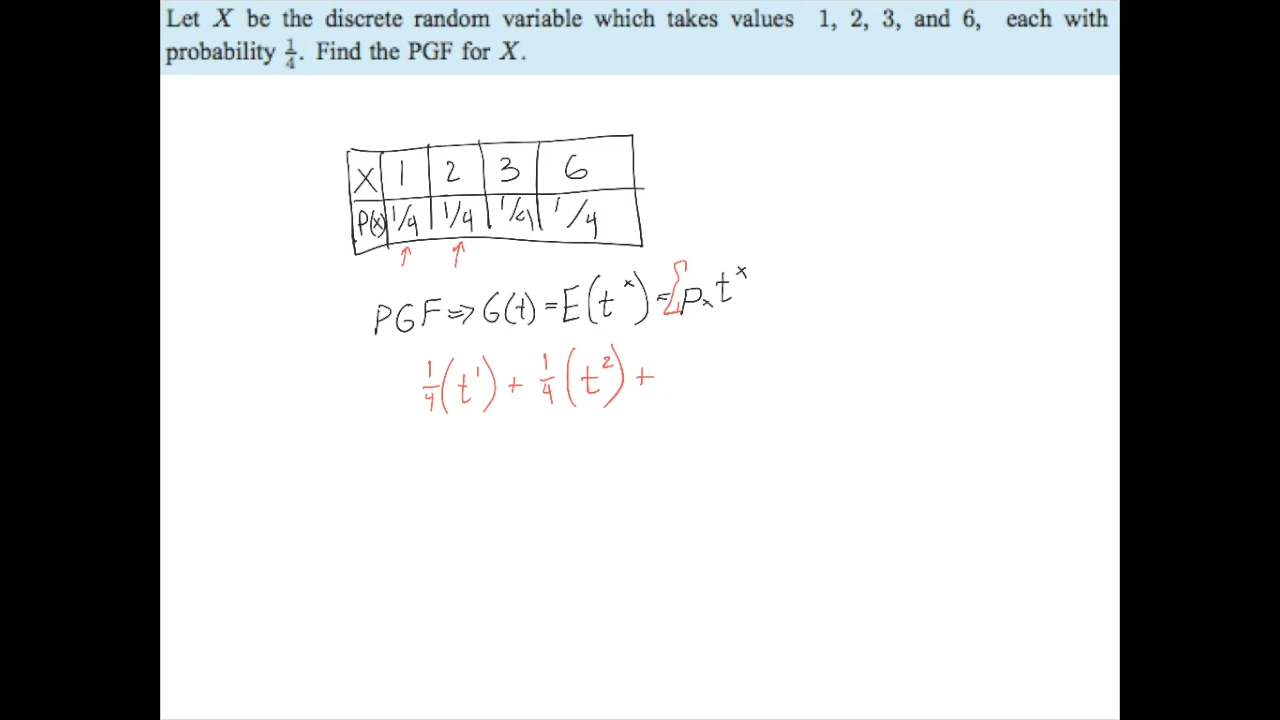 Let X be the discrete random variable which takes values 1, 2, 3, and 6, each with
probability 1/4. Find the PGF for X.
X 1 2 3 6
P(x) 1/4 1/4 1/4 1/4
PGF ⇒ G(t) = E(t^x) = Σ p_x t^x
1/4 (t^1) + 1/4 (t^2) +